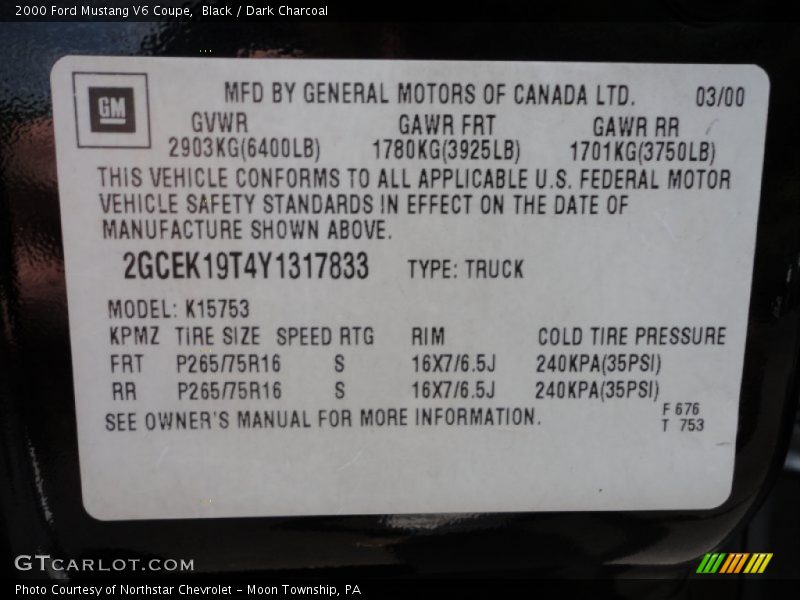 2000 Ford Mustang V6 Coupe, Black / Dark Charcoal
GM
MFD BY GENERAL MOTORS OF CANADA LTD. 03/00
GVWR GAWR FRT GAWR RR
2903KG(6400LB) 1780KG(3925LB) 1701KG(3750LB)
THIS VEHICLE CONFORMS TO ALL APPLICABLE U.S. FEDERAL MOTOR
VEHICLE SAFETY STANDARDS IN EFFECT ON THE DATE OF
MANUFACTURE SHOWN ABOVE.
2GCEK19T4Y1317833 TYPE: TRUCK
MODEL: K15753
KPMZ TIRE SIZE SPEED RTG RIM COLD TIRE PRESSURE
FRT P265/75R16 S 16X7/6.5J 240KPA(35PSI)
RR P265/75R16 S 16X7/6.5J 240KPA(35PSI)
SEE OWNER'S MANUAL FOR MORE INFORMATION. F 676
T 753
GTCARLOT.COM
Photo Courtesy of Northstar Chevrolet - Moon Township, PA